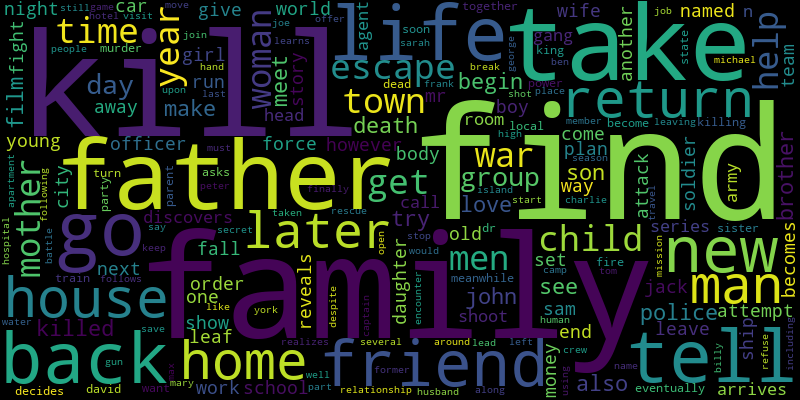 night still game move car hotel visit people murder joe learns
give world offer agent
wife job named n
together soon sarah george gang king ben another state michael
film fight time year woman girl join hand upon last
kill life take help team
day run meet story escape begin power break shot place
return
away make head dead frank town mr boy room high local come plan
member become leaving killing
young officer death force however body war
father find
must turn asks peter finally
apartment following city party parent
mother get group way son season attack soldier army brother
discovers call try love island start charlie travel
hospital battle go say keep secret taken rescue later
fall old dr stop would child series sister
men new man becomes
next train follows order reveals open daughter meanwhile set fire camp mission tom
house one like york despite captain encounter john see jack police attempt
family
water killed save show realizes several around lead left shoot sam human end crew leave ship
back gun leaf home friend money using name also tell billy refuse including
decides david want max mary work school well part relationship former husband along eventually arrives